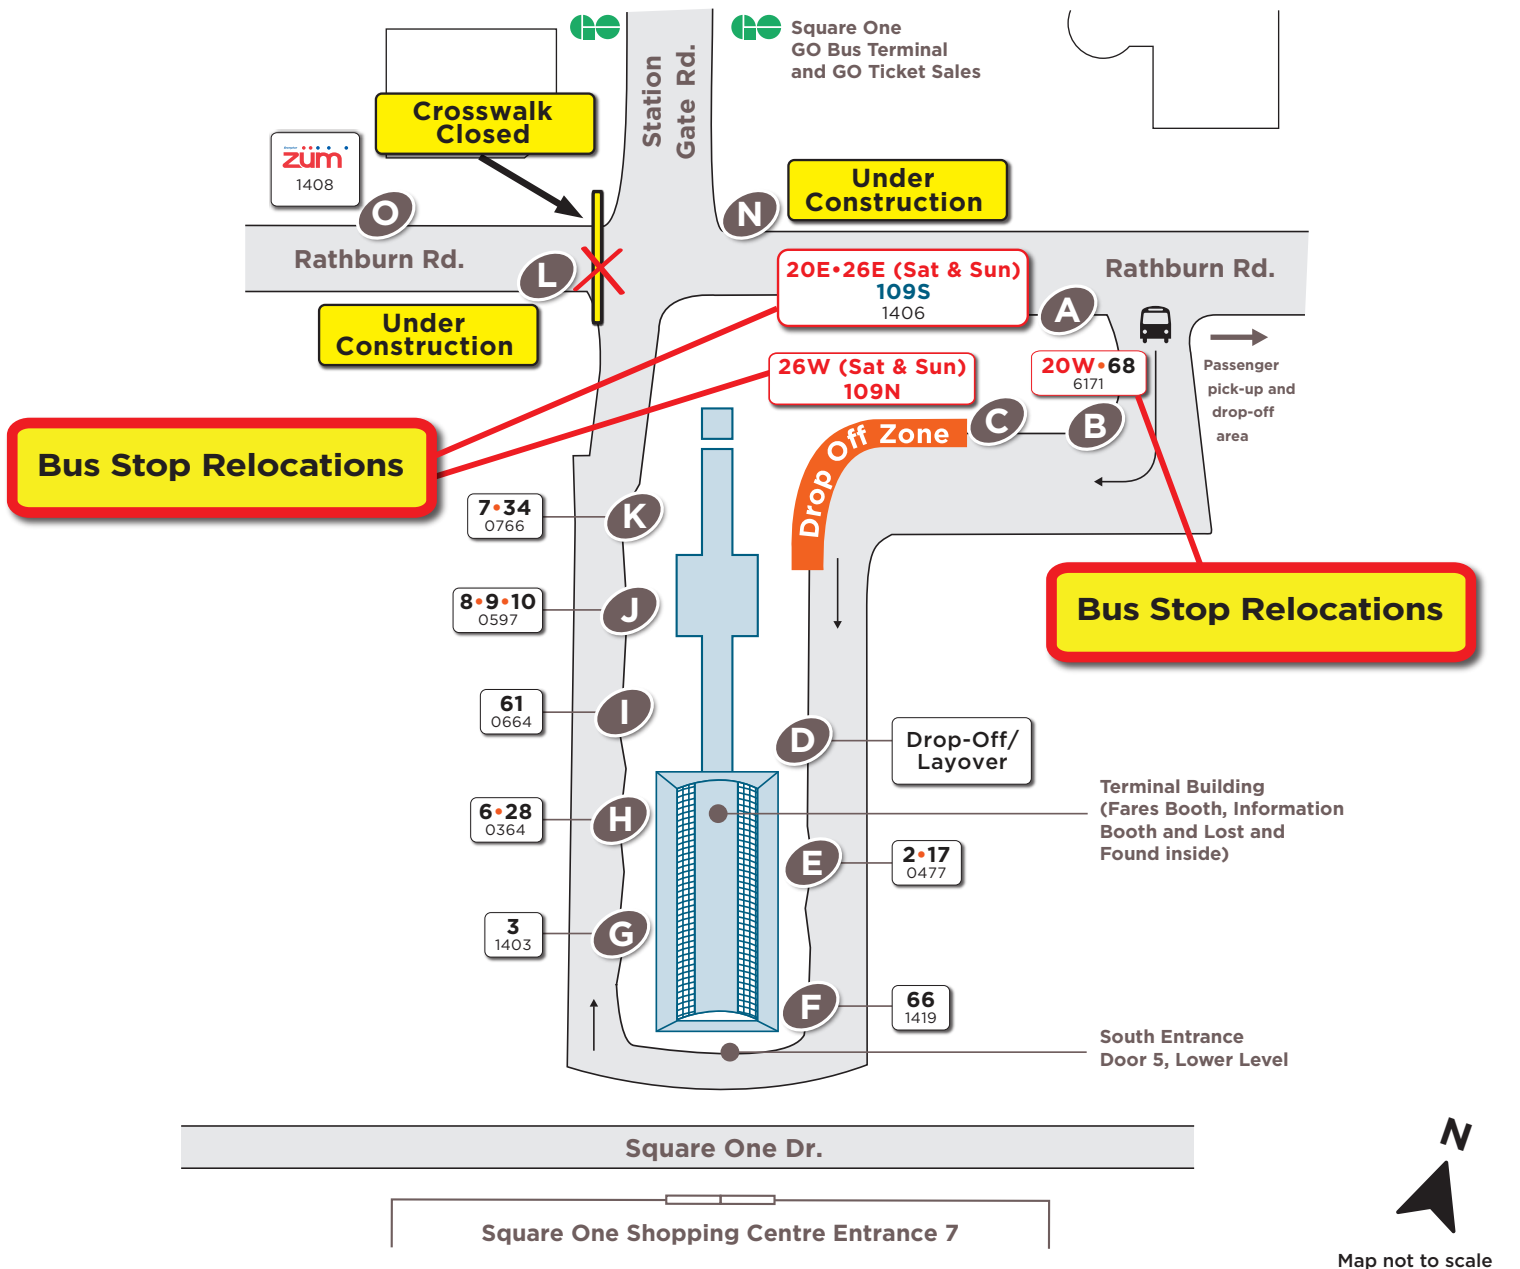 GO
GO
Square One
GO Bus Terminal
and GO Ticket Sales
Station
Gate Rd.
Crosswalk
Closed
züm
1408
O
N
Under
Construction
Rathburn Rd.
L
Under
Construction
20E•26E (Sat & Sun)
109S
1406
A
Rathburn Rd.
Passenger
pick-up and
drop-off
area
26W (Sat & Sun)
109N
20W•68
6171
C
B
Drop Off Zone
Bus Stop Relocations
7•34
0766
K
8•9•10
0597
J
Bus Stop Relocations
61
0664
I
D
Drop-Off/
Layover
6•28
0364
H
Terminal Building
(Fares Booth, Information
Booth and Lost and
Found inside)
E
2•17
0477
3
1403
G
F
66
1419
South Entrance
Door 5, Lower Level
Square One Dr.
Square One Shopping Centre Entrance 7
N
Map not to scale